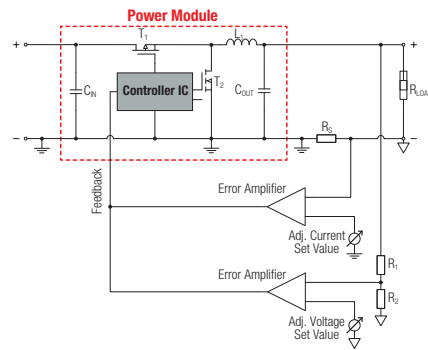 Power Module
T1
L1
+
+
T2
CIN
Controller IC
COUT
RLOAD
−
−
RS
Feedback
Error Amplifier
Adj. Current
Set Value
R1
Error Amplifier
R2
Adj. Voltage
Set Value